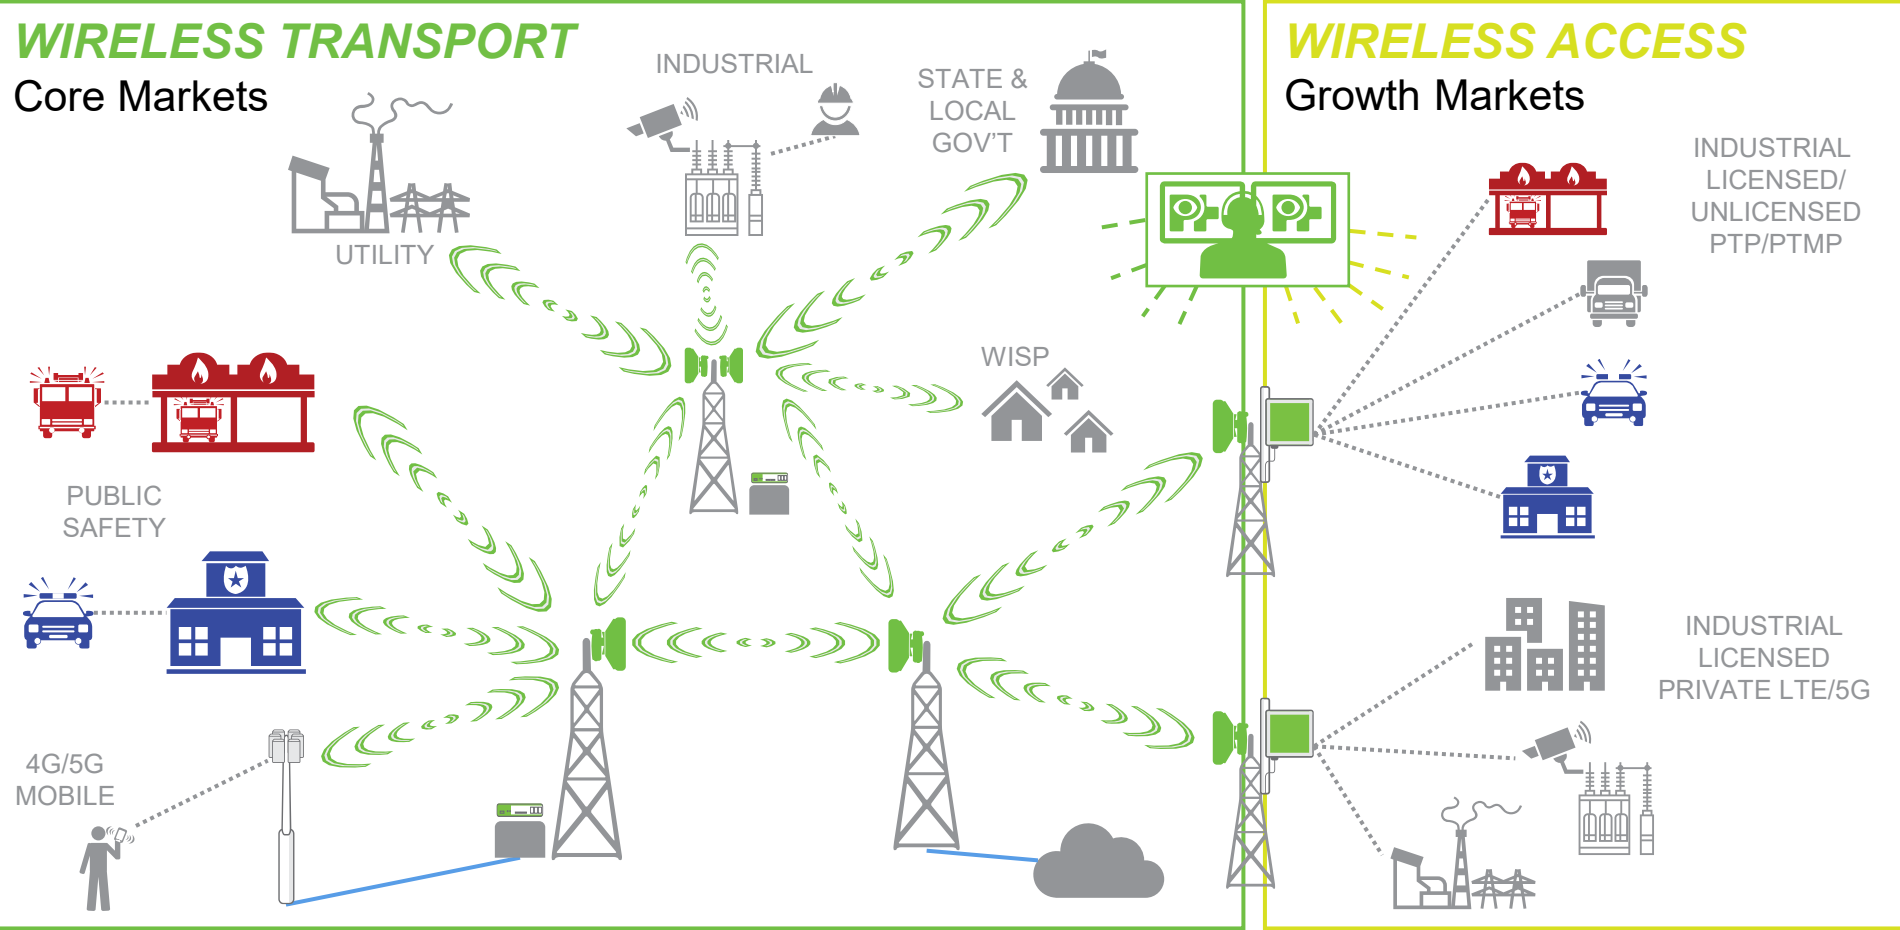 WIRELESS TRANSPORT
Core Markets
INDUSTRIAL
STATE &
LOCAL
GOV'T
UTILITY
WISP
PUBLIC
SAFETY
4G/5G
MOBILE
WIRELESS ACCESS
Growth Markets
INDUSTRIAL
LICENSED/
UNLICENSED
PTP/PTMP
INDUSTRIAL
LICENSED
PRIVATE LTE/5G